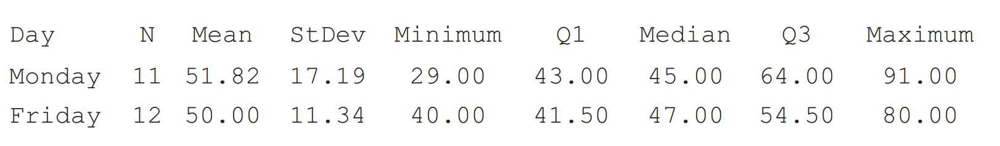 Day N Mean StDev Minimum Q1 Median Q3 Maximum
Monday 11 51.82 17.19 29.00 43.00 45.00 64.00 91.00
Friday 12 50.00 11.34 40.00 41.50 47.00 54.50 80.00